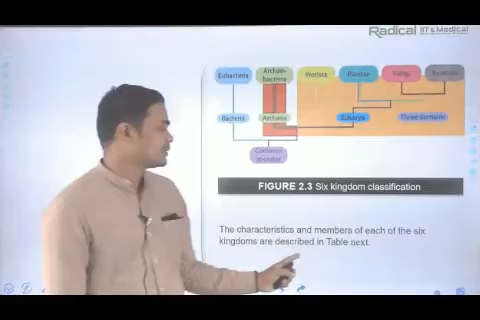 Radical IITs Medical
Eubacteria Archae- Protista Plantae Fungi Animalia
bacteria
Bacteria Archaea Eukarya Three domains
Common
ancestor
FIGURE 2.3 Six kingdom classification
The characteristics and members of each of the six
kingdoms are described in Table next.